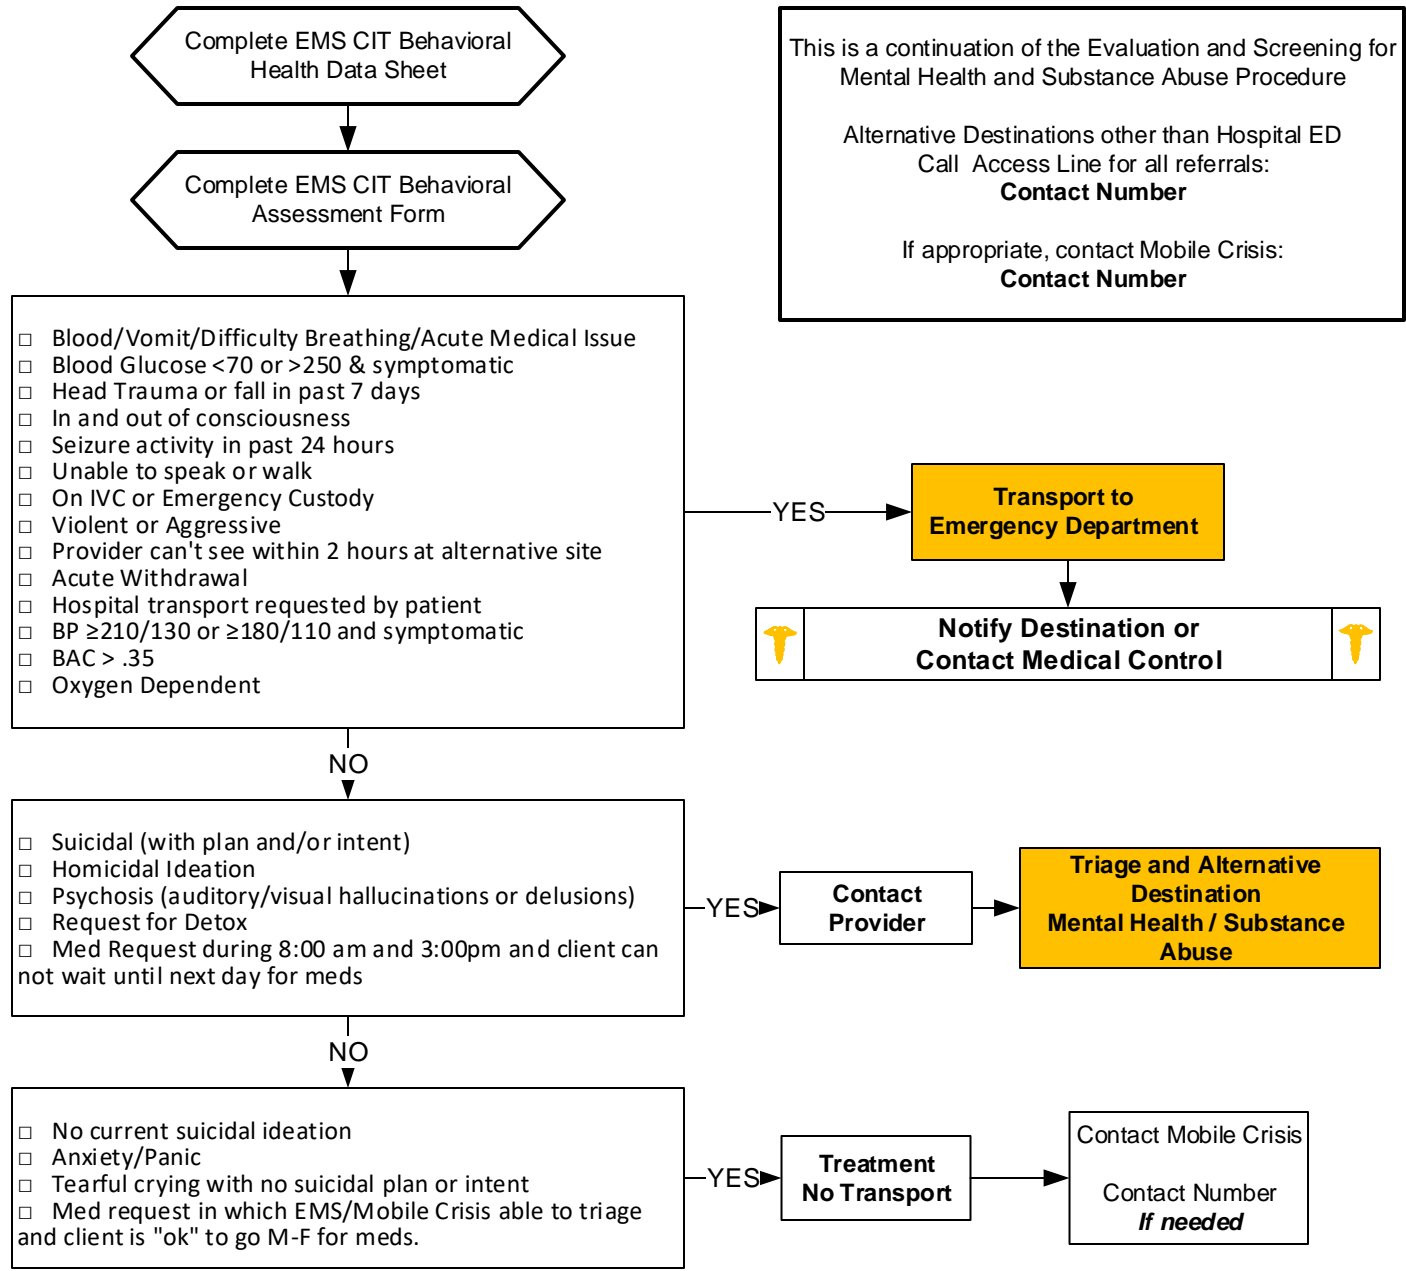 Complete EMS CIT Behavioral
Health Data Sheet
This is a continuation of the Evaluation and Screening for
Mental Health and Substance Abuse Procedure
Alternative Destinations other than Hospital ED
Call Access Line for all referrals:
Contact Number
If appropriate, contact Mobile Crisis:
Contact Number
Complete EMS CIT Behavioral
Assessment Form
□ Blood/Vomit/Difficulty Breathing/Acute Medical Issue
□ Blood Glucose <70 or >250 & symptomatic
□ Head Trauma or fall in past 7 days
□ In and out of consciousness
□ Seizure activity in past 24 hours
□ Unable to speak or walk
□ On IVC or Emergency Custody
□ Violent or Aggressive
□ Provider can't see within 2 hours at alternative site
□ Acute Withdrawal
□ Hospital transport requested by patient
□ BP ≥210/130 or ≥180/110 and symptomatic
□ BAC > .35
□ Oxygen Dependent
YES
Transport to
Emergency Department
Notify Destination or
Contact Medical Control
NO
□ Suicidal (with plan and/or intent)
□ Homicidal Ideation
□ Psychosis (auditory/visual hallucinations or delusions)
□ Request for Detox
□ Med Request during 8:00 am and 3:00pm and client can
not wait until next day for meds
YES
Contact
Provider
Triage and Alternative
Destination
Mental Health / Substance
Abuse
NO
□ No current suicidal ideation
□ Anxiety/Panic
□ Tearful crying with no suicidal plan or intent
□ Med request in which EMS/Mobile Crisis able to triage
and client is "ok" to go M-F for meds.
YES
Treatment
No Transport
Contact Mobile Crisis
Contact Number
If needed